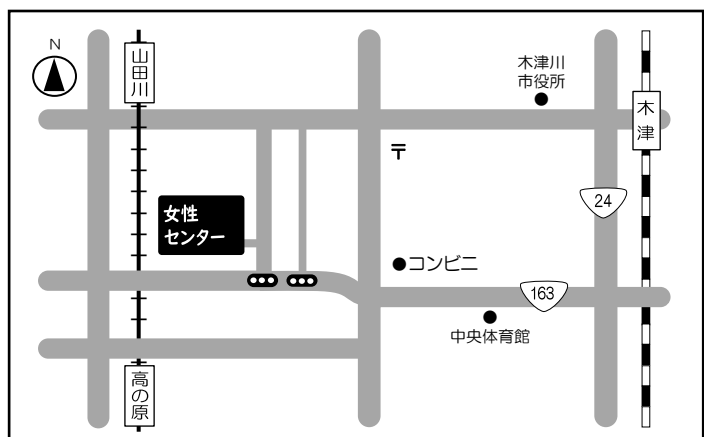 N
山田川
木津川
市役所
木津
〒
24
女性
センター
コンビニ
163
中央体育館
高の原